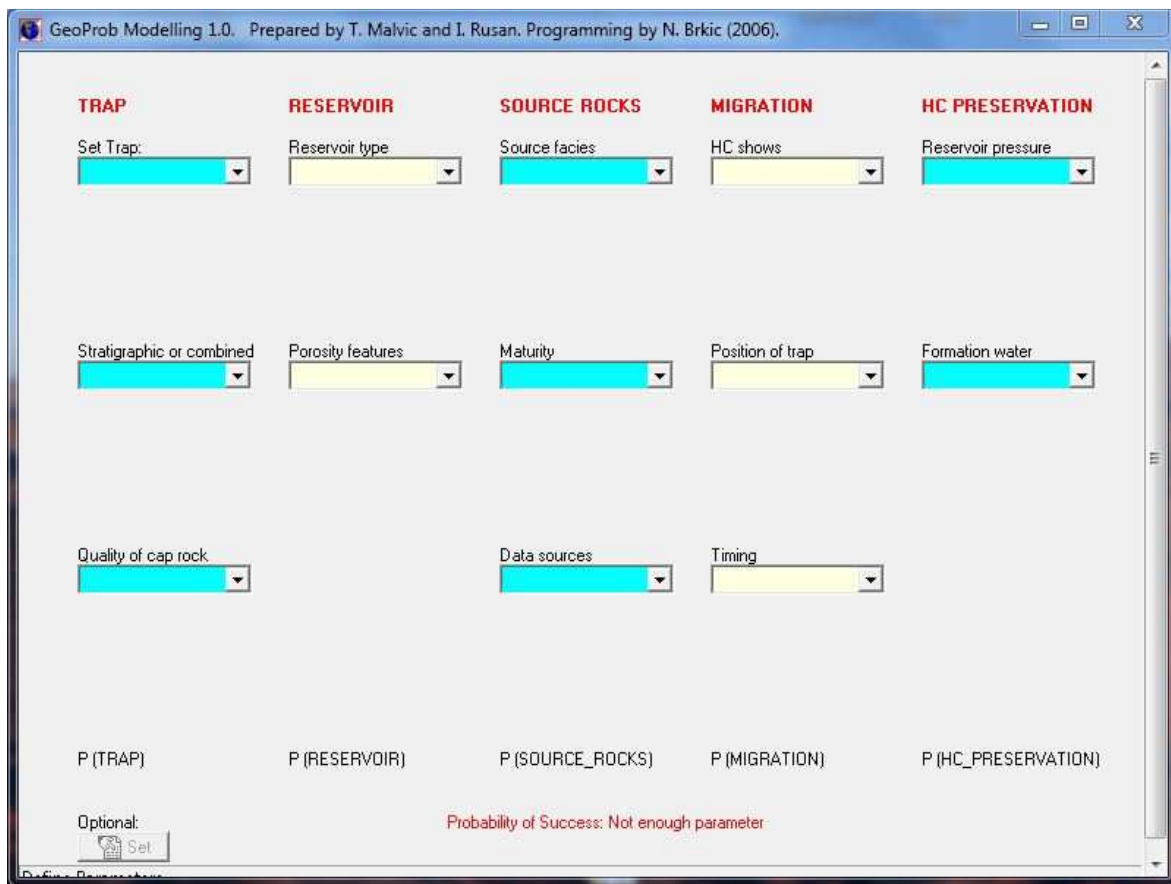 GeoProb Modelling 1.0. Prepared by T. Malvic and I. Rusan. Programming by N. Brkic (2006).
TRAP RESERVOIR SOURCE ROCKS MIGRATION HC PRESERVATION
Set Trap: Reservoir type Source facies HC shows Reservoir pressure
Stratigraphic or combined Porosity features Maturity Position of trap Formation water
Quality of cap rock Data sources Timing
P (TRAP) P (RESERVOIR) P (SOURCE_ROCKS) P (MIGRATION) P (HC_PRESERVATION)
Optional: Probability of Success: Not enough parameter
Set
Define Parameters